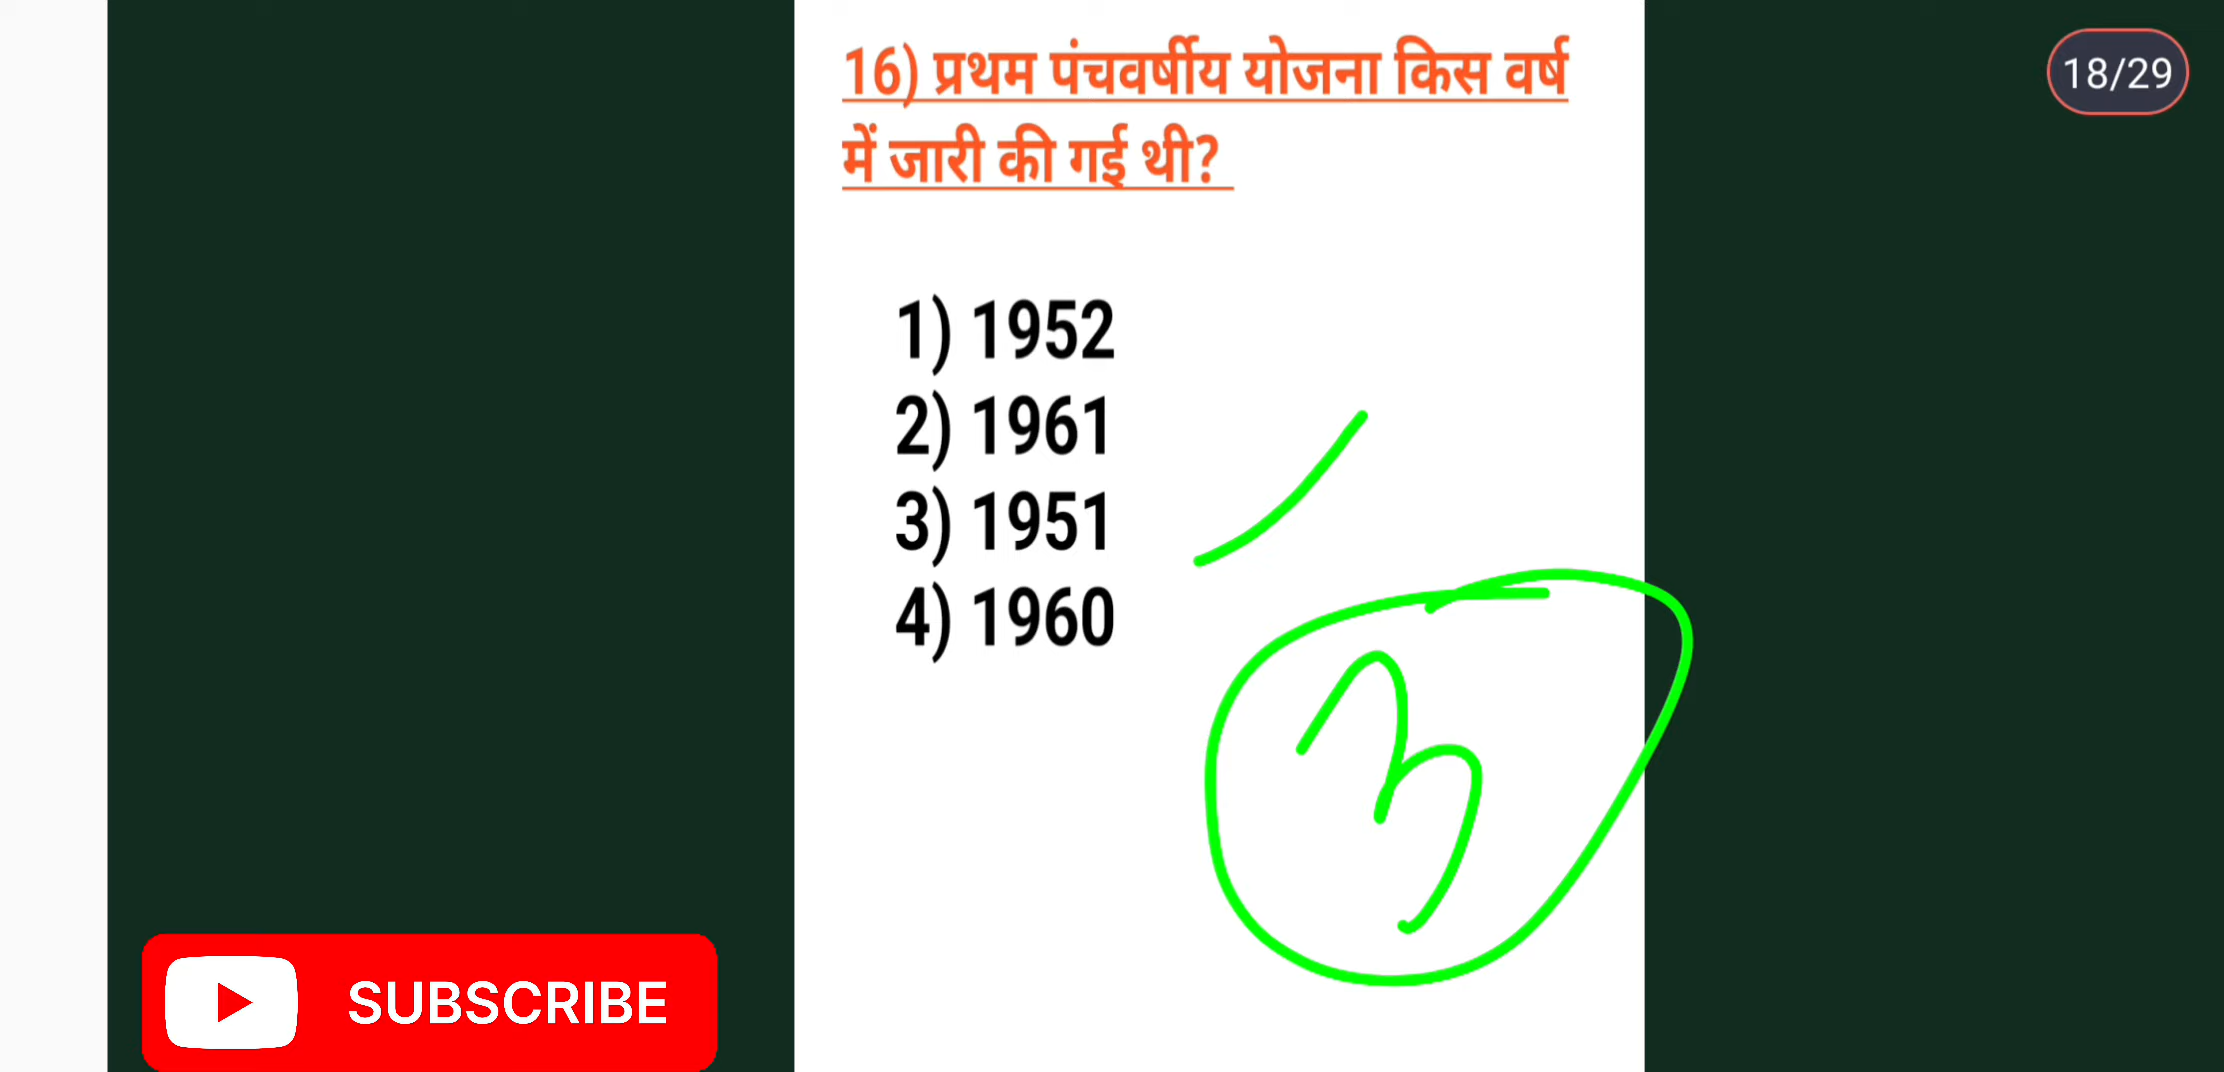 16) प्रथम पंचवर्षीय योजना किस वर्ष
में जारी की गई थी?
18/29
1) 1952
2) 1961
3) 1951
4) 1960
3
SUBSCRIBE